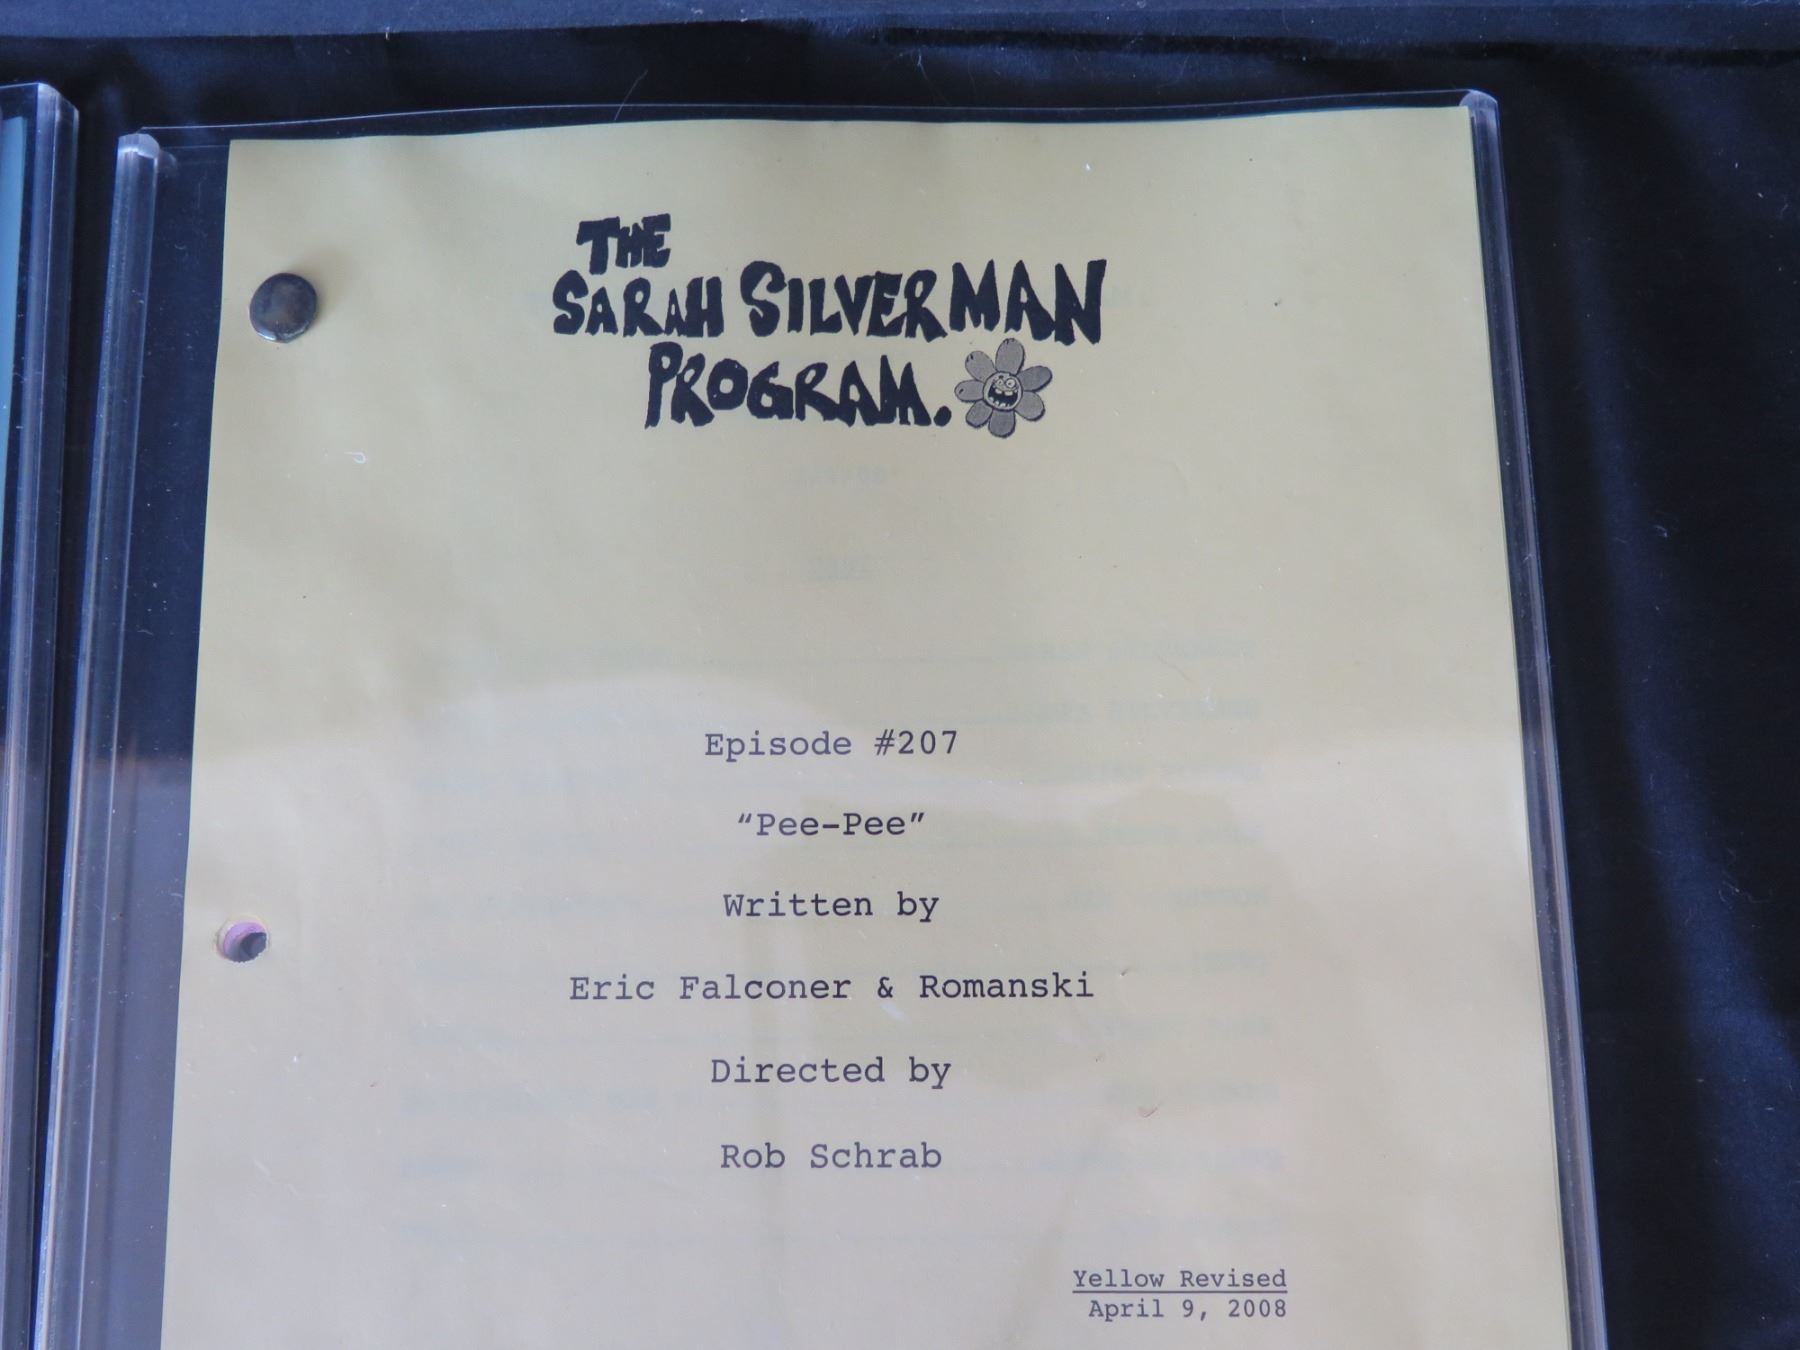 THE
SARAH SILVERMAN
PROGRAM.
Episode #207
“Pee-Pee”
Written by
Eric Falconer & Romanski
Directed by
Rob Schrab
Yellow Revised
April 9, 2008